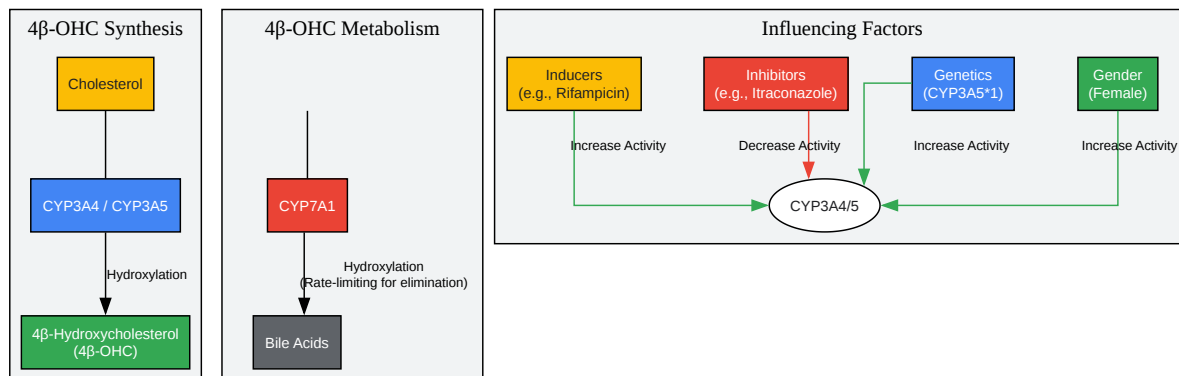 4β-OHC Synthesis
Cholesterol
CYP3A4 / CYP3A5
Hydroxylation
4β-Hydroxycholesterol
(4β-OHC)
4β-OHC Metabolism
CYP7A1
Hydroxylation
(Rate-limiting for elimination)
Bile Acids
Influencing Factors
Inducers
(e.g., Rifampicin)
Inhibitors
(e.g., Itraconazole)
Genetics
(CYP3A5*1)
Gender
(Female)
Increase Activity
Decrease Activity
Increase Activity
Increase Activity
CYP3A4/5